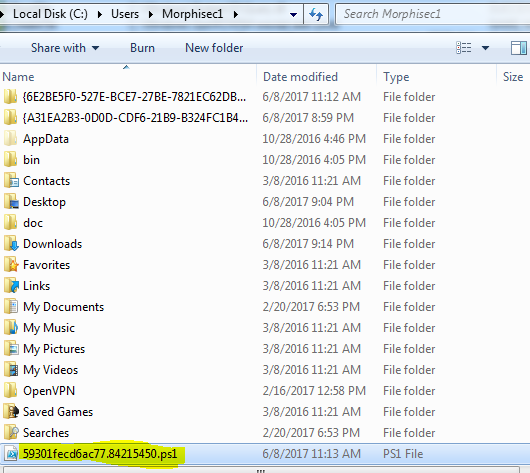 Local Disk (C:) Users Morphisec1 Search Morphisec1
Share with Burn New folder
Name Date modified Type Size
{6E2BE5F0-527E-BCE7-27BE-7821EC62DB... 6/8/2017 11:12 AM File folder
{A31EA2B3-0D0D-CDF6-21B9-B324FC1B4... 6/8/2017 8:59 PM File folder
AppData 10/28/2016 4:46 PM File folder
bin 10/28/2016 4:05 PM File folder
Contacts 3/8/2016 11:21 AM File folder
Desktop 6/8/2017 9:04 PM File folder
doc 10/28/2016 4:05 PM File folder
Downloads 6/8/2017 9:14 PM File folder
Favorites 3/8/2016 11:21 AM File folder
Links 3/8/2016 11:21 AM File folder
My Documents 2/20/2017 6:53 PM File folder
My Music 3/8/2016 11:21 AM File folder
My Pictures 3/8/2016 11:21 AM File folder
My Videos 3/8/2016 11:21 AM File folder
OpenVPN 2/16/2017 12:58 PM File folder
Saved Games 3/8/2016 11:21 AM File folder
Searches 2/20/2017 6:53 PM File folder
59301fecd6ac77.84215450.ps1 6/8/2017 11:13 AM PS1 File